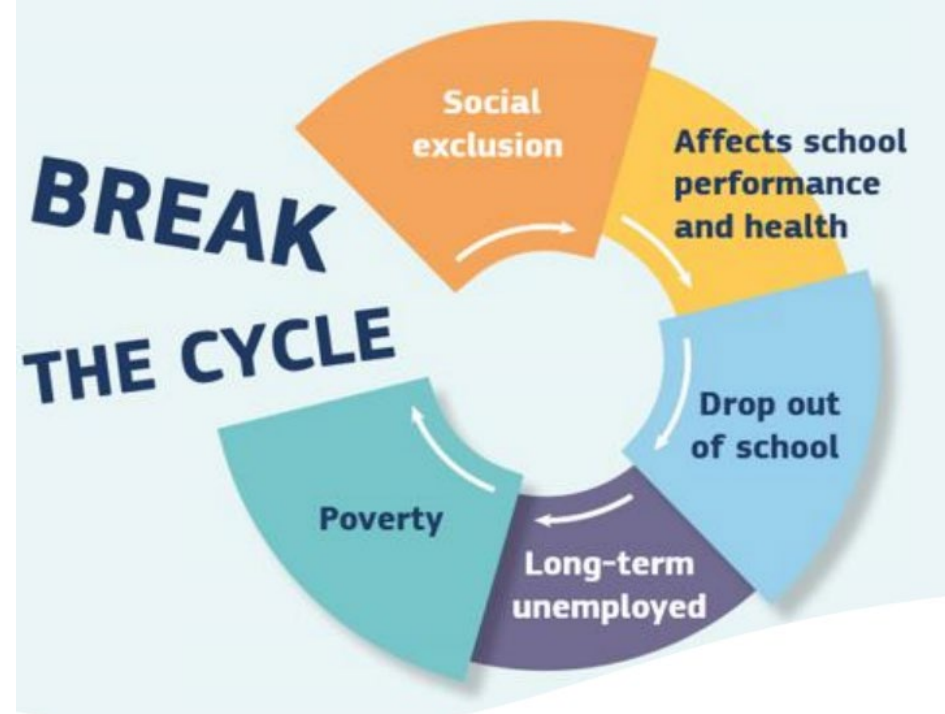 BREAK
THE CYCLE
Social
exclusion
Affects school
performance
and health
Drop out
of school
Long-term
unemployed
Poverty